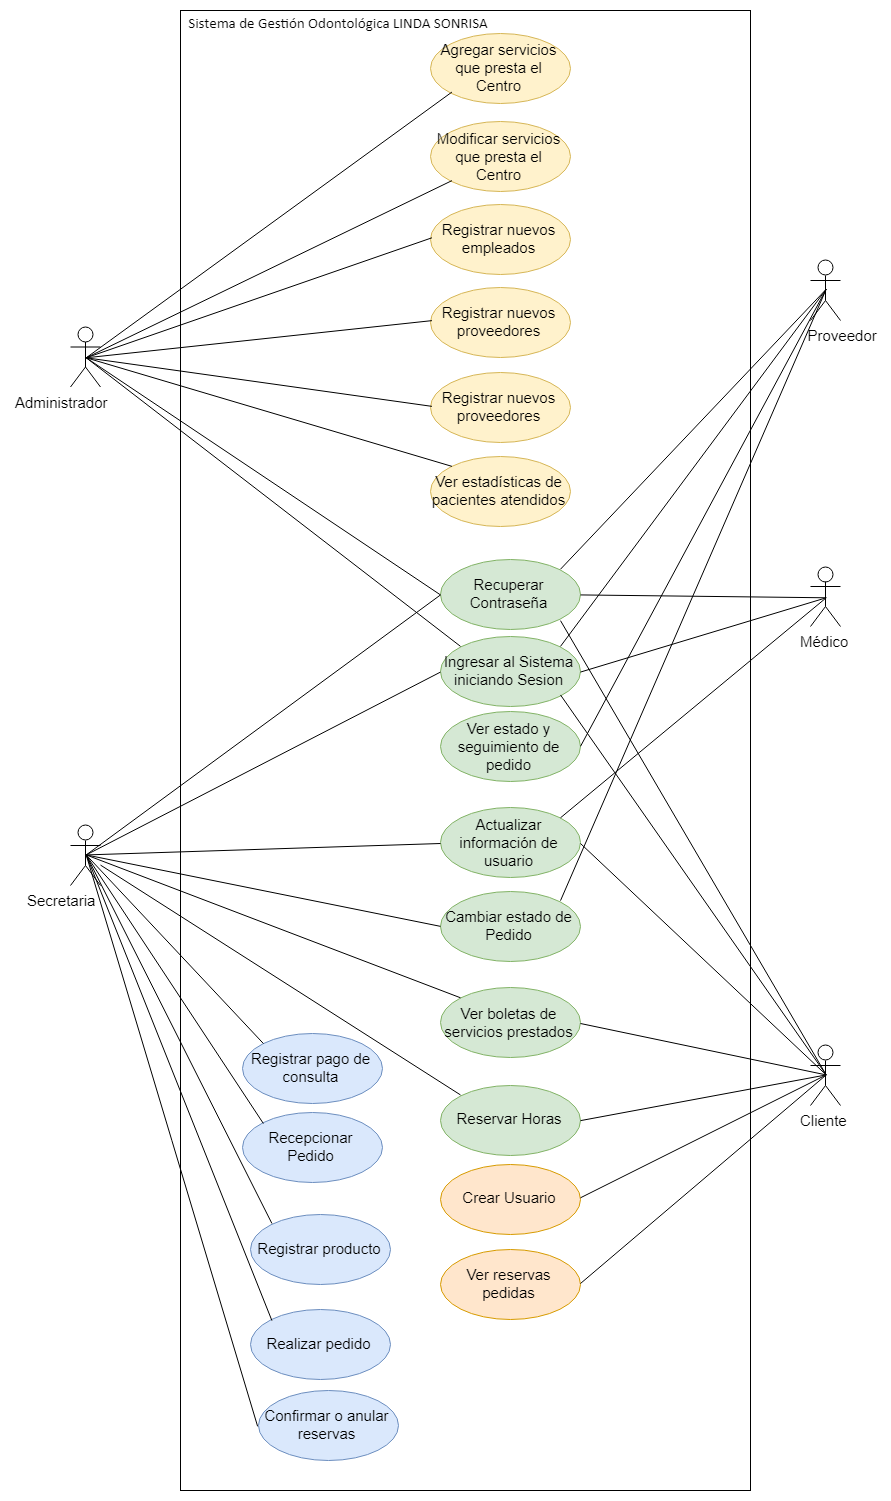 Sistema de Gestión Odontológica LINDA SONRISA
Agregar servicios
que presta el
Centro
Modificar servicios
que presta el
Centro
Registrar nuevos
empleados
Registrar nuevos
proveedores
Proveedor
Administrador
Registrar nuevos
proveedores
Ver estadísticas de
pacientes atendidos
Recuperar
Contraseña
Médico
Ingresar al Sistema
iniciando Sesion
Ver estado y
seguimiento de
pedido
Actualizar
información de
usuario
Secretaria
Cambiar estado de
Pedido
Ver boletas de
servicios prestados
Registrar pago de
consulta
Reservar Horas
Cliente
Recepcionar
Pedido
Crear Usuario
Registrar producto
Ver reservas
pedidas
Realizar pedido
Confirmar o anular
reservas